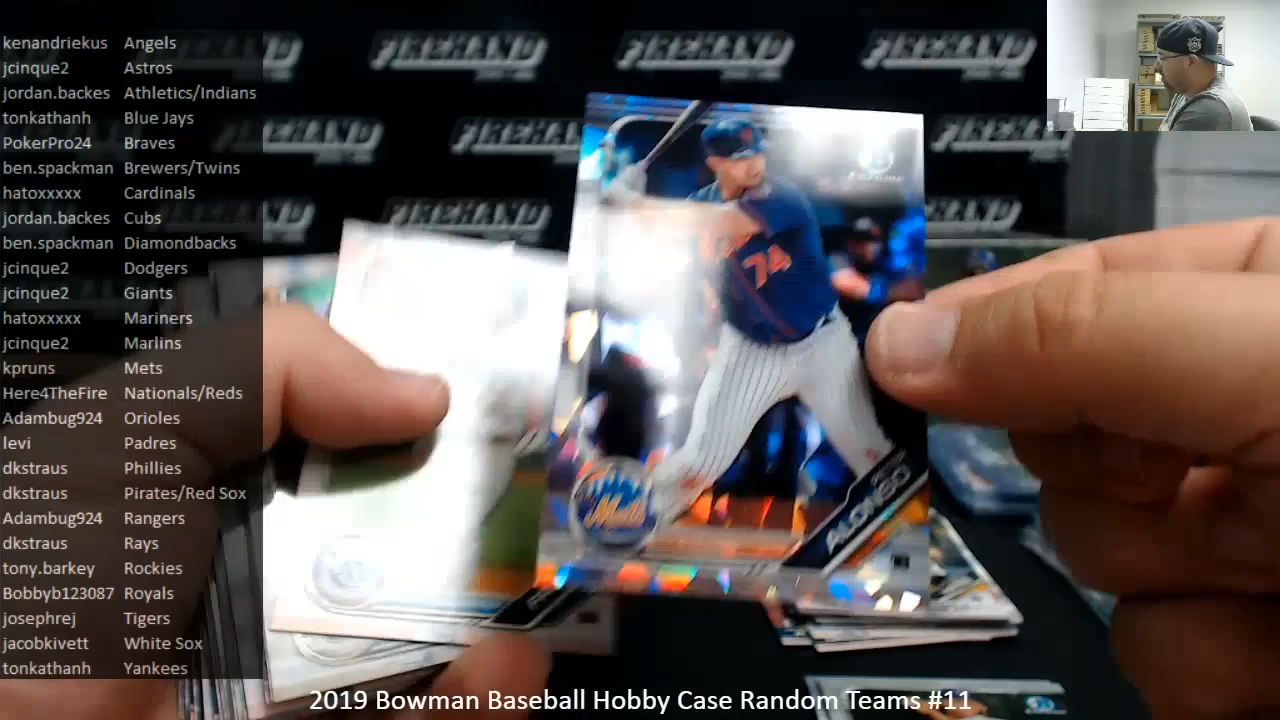 kenandriekus Angels
jcinque2 Astros
jordan.backes Athletics/Indians
tonkathanh Blue Jays
PokerPro24 Braves
ben.spackman Brewers/Twins
hatoxxxxx Cardinals
jordan.backes Cubs
ben.spackman Diamondbacks
jcinque2 Dodgers
jcinque2 Giants
hatoxxxxx Mariners
jcinque2 Marlins
kpruns Mets
Here4TheFire Nationals/Reds
Adambug924 Orioles
levi Padres
dkstraus Phillies
dkstraus Pirates/Red Sox
Adambug924 Rangers
dkstraus Rays
tony.barkey Rockies
Bobbyb123087 Royals
josephrej Tigers
jacobkivett White Sox
tonkathanh Yankees
FIREHAND
FIREHAND
FIREHAND
FIREHAND
74
Mets
ALONSO
2019 Bowman Baseball Hobby Case Random Teams #11